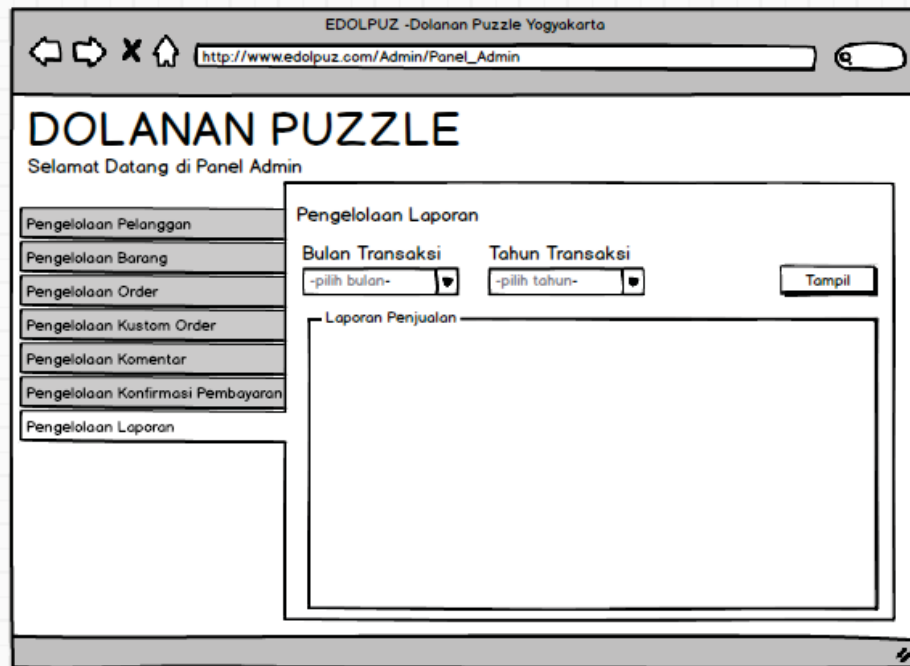 EDOLPUZ -Dolanan Puzzle Yogyakarta
http://www.edolpuz.com/Admin/Panel_Admin
DOLANAN PUZZLE
Selamat Datang di Panel Admin
Pengelolaan Pelanggan
Pengelolaan Barang
Pengelolaan Order
Pengelolaan Kustom Order
Pengelolaan Komentar
Pengelolaan Konfirmasi Pembayaran
Pengelolaan Laporan
Pengelolaan Laporan
Bulan Transaksi Tahun Transaksi
-pilih bulan- -pilih tahun- Tampil
Laporan Penjualan